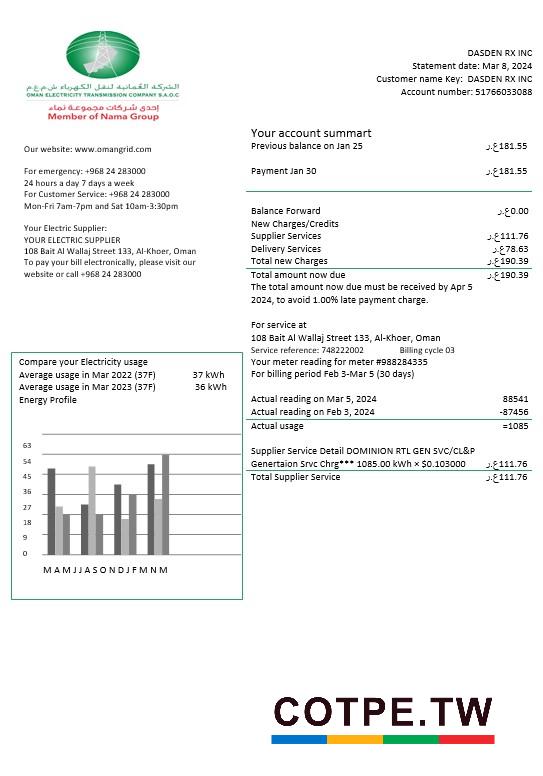 الشركة العمانية لنقل الكهرباء ش.م.ع.م
OMAN ELECTRICITY TRANSMISSION COMPANY S.A.O.C
إحدى شركات مجموعة نماء
Member of Nama Group
DASDEN RX INC
Statement date: Mar 8, 2024
Customer name Key: DASDEN RX INC
Account number: 51766033088
Our website: www.omangrid.com
For emergency: +968 24 283000
24 hours a day 7 days a week
For Customer Service: +968 24 283000
Mon-Fri 7am-7pm and Sat 10am-3:30pm
Your Electric Supplier:
YOUR ELECTRIC SUPPLIER
108 Bait Al Wallaj Street 133, Al-Khoer, Oman
To pay your bill electronically, please visit our
website or call +968 24 283000
Your account summart
Previous balance on Jan 25 ر.ع181.55
Payment Jan 30 ر.ع181.55
Balance Forward ر.ع0.00
New Charges/Credits
Supplier Services ر.ع111.76
Delivery Services ر.ع78.63
Total new Charges ر.ع190.39
Total amount now due ر.ع190.39
The total amount now due must be received by Apr 5
2024, to avoid 1.00% late payment charge.
For service at
108 Bait Al Wallaj Street 133, Al-Khoer, Oman
Service reference: 748222002 Billing cycle 03
Your meter reading for meter #988284335
For billing period Feb 3-Mar 5 (30 days)
Actual reading on Mar 5, 2024 88541
Actual reading on Feb 3, 2024 -87456
Actual usage =1085
Supplier Service Detail DOMINION RTL GEN SVC/CL&P
Genertaion Srvc Chrg*** 1085.00 kWh × $0.103000 ر.ع111.76
Total Supplier Service ر.ع111.76
Compare your Electricity usage
Average usage in Mar 2022 (37F) 37 kWh
Average usage in Mar 2023 (37F) 36 kWh
Energy Profile
63
54
45
36
27
18
9
0
M A M J J A S O N D J F M N M
COTPE.TW